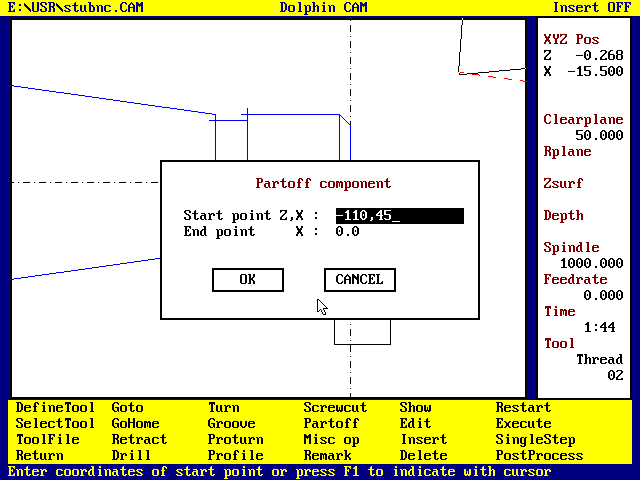 E:\USR\stubnc.CAM Dolphin CAM Insert OFF
XYZ Pos
Z -0.268
X -15.500
Clearplane
50.000
Rplane
Zsurf
Depth
Spindle
1000.000
Feedrate
0.000
Time
1:44
Tool
Thread
02
Partoff component
Start point Z,X : -110,45_
End point X : 0.0
OK CANCEL
DefineTool Goto Turn Screwcut Show Restart
SelectTool GoHome Groove Partoff Edit Execute
ToolFile Retract Proturn Misc op Insert SingleStep
Return Drill Profile Remark Delete PostProcess
Enter coordinates of start point or press F1 to indicate with cursor